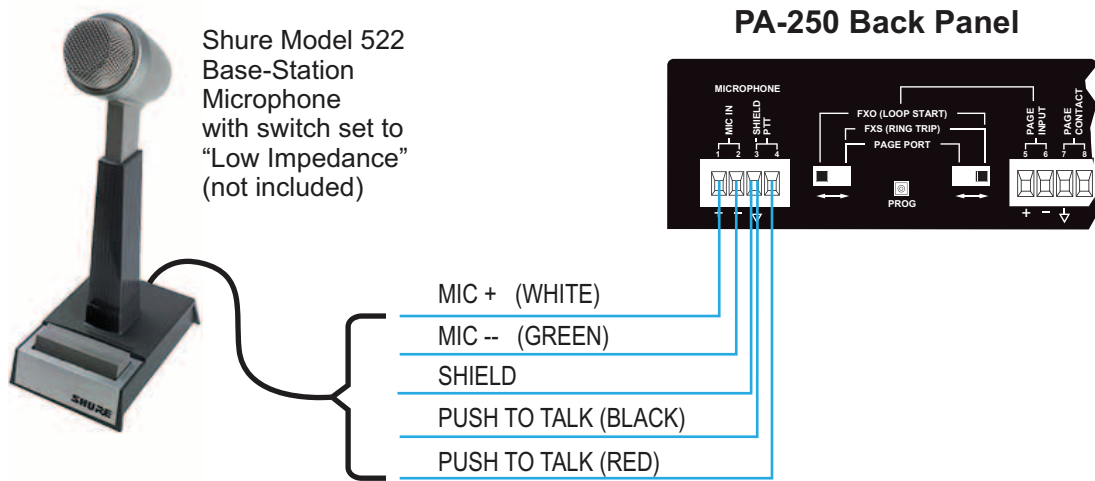 PA-250 Back Panel
Shure Model 522
Base-Station
Microphone
with switch set to
“Low Impedance”
(not included)
MICROPHONE
MIC IN
SHIELD
PTT
1 2 3 4
+ −
FXO (LOOP START)
FXS (RING TRIP)
PAGE PORT
PROG
PAGE
INPUT
PAGE
CONTACT
5 6 7 8
+ −
MIC + (WHITE)
MIC -- (GREEN)
SHIELD
PUSH TO TALK (BLACK)
PUSH TO TALK (RED)
SHURE